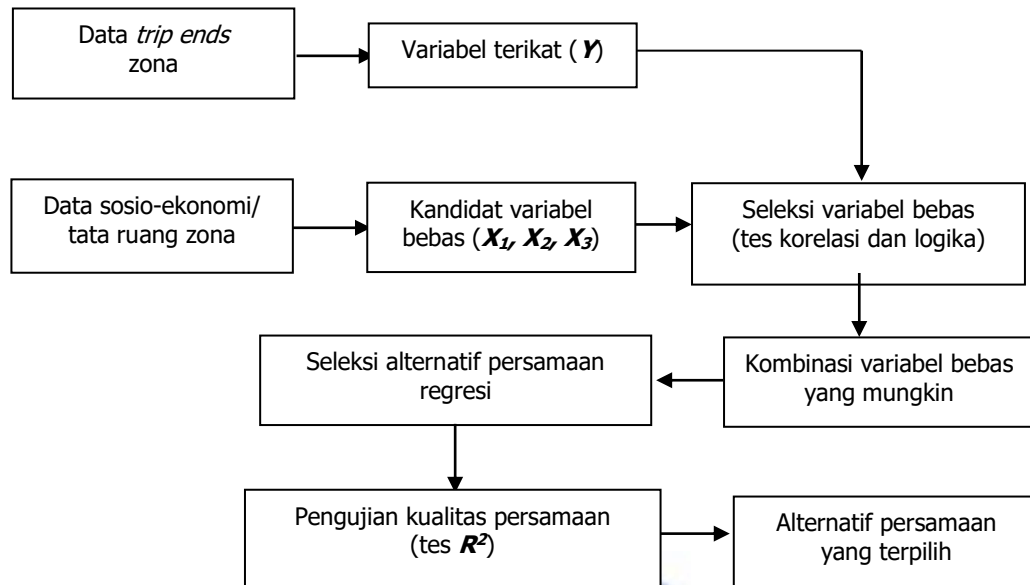 Data trip ends
zona
Variabel terikat (Y)
Data sosio-ekonomi/
tata ruang zona
Kandidat variabel
bebas (X1, X2, X3)
Seleksi variabel bebas
(tes korelasi dan logika)
Seleksi alternatif persamaan
regresi
Kombinasi variabel bebas
yang mungkin
Pengujian kualitas persamaan
(tes R²)
Alternatif persamaan
yang terpilih